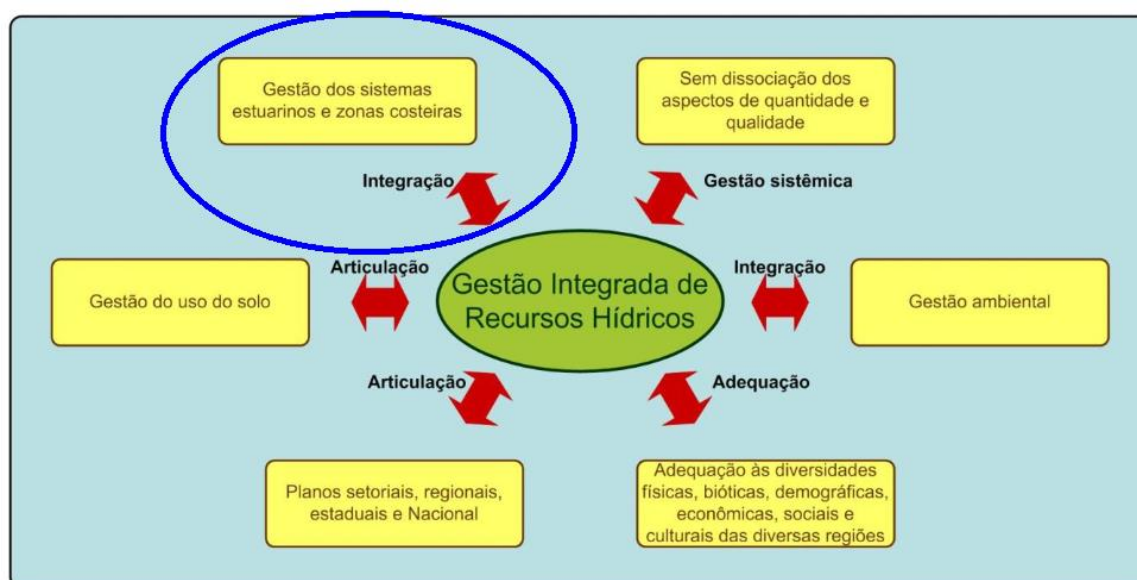 Gestão dos sistemas
estuarinos e zonas costeiras
Sem dissociação dos
aspectos de quantidade e
qualidade
Integração
Gestão sistêmica
Articulação
Integração
Gestão do uso do solo
Gestão Integrada de
Recursos Hídricos
Gestão ambiental
Articulação
Adequação
Planos setoriais, regionais,
estaduais e Nacional
Adequação às diversidades
físicas, bióticas, demográficas,
econômicas, sociais e
culturais das diversas regiões